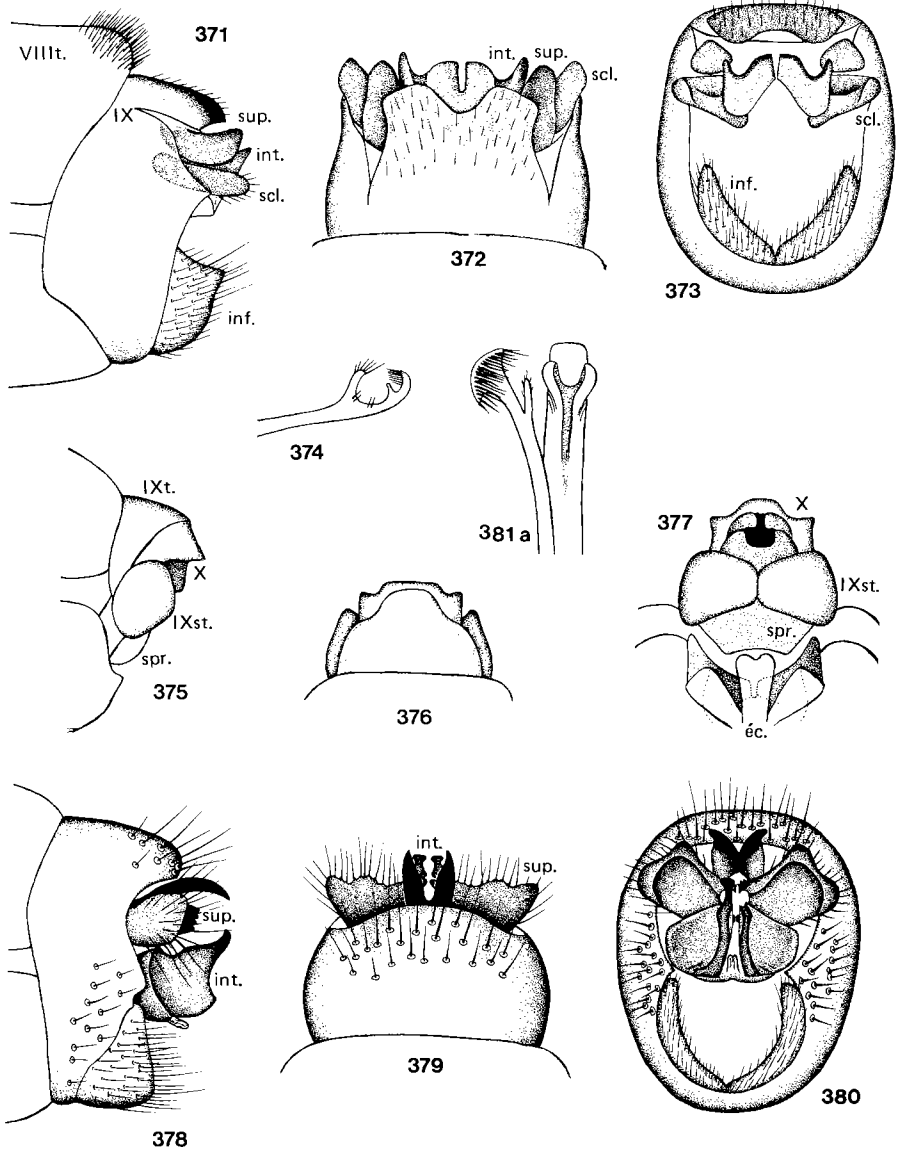 371
VIIIt.
IX
sup.
int.
scl.
inf.
int. sup.
scl.
372
scl.
inf.
373
374
381a
IXt.
X
IXst.
spr.
375
376
377
X
IXst.
spr.
éc.
sup.
int.
378
int.
sup.
379
380